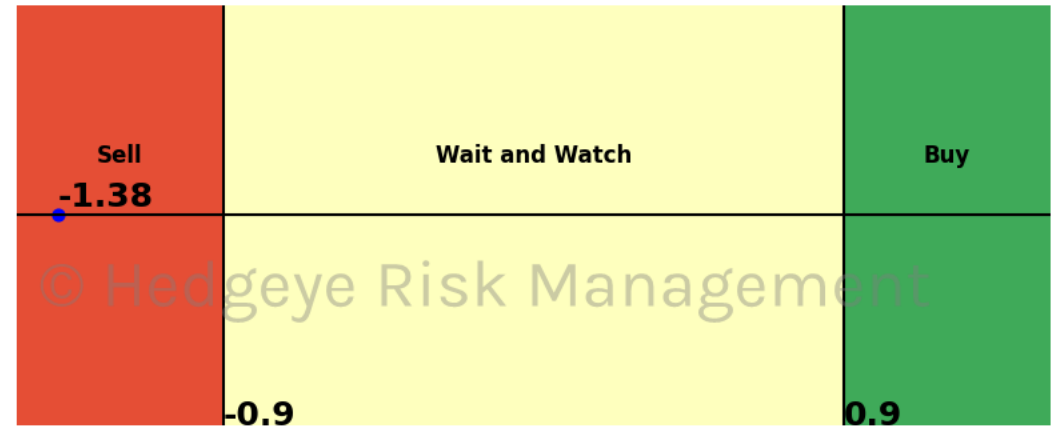 Sell
Wait and Watch
Buy
-1.38
© Hedgeye Risk Management
-0.9
0.9